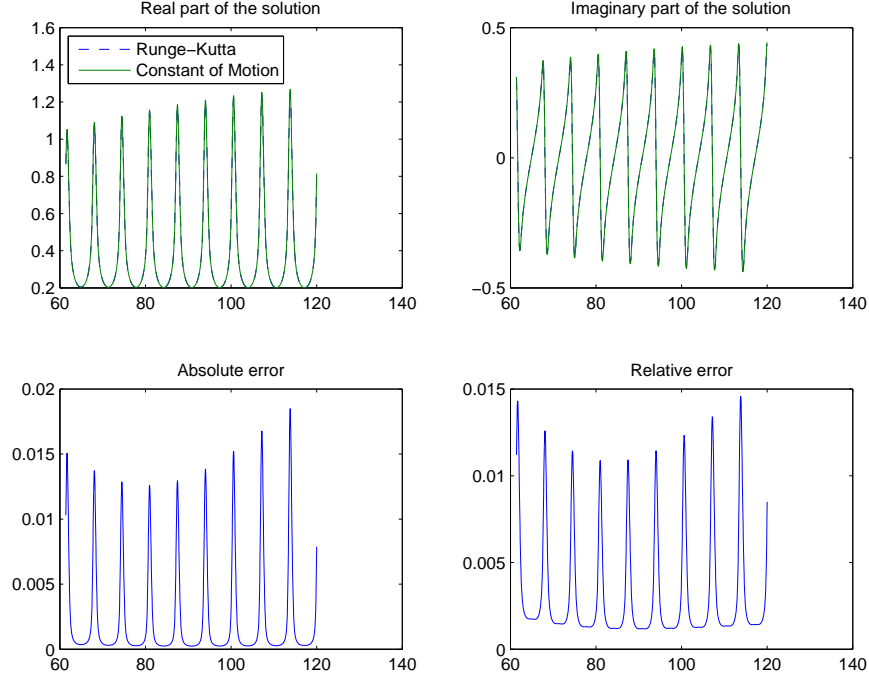 Real part of the solution
1.6
1.4
1.2
1
0.8
0.6
0.4
0.2
60 80 100 120 140
Runge−Kutta
Constant of Motion
Imaginary part of the solution
0.5
0
−0.5
60 80 100 120 140
Absolute error
0.02
0.015
0.01
0.005
0
60 80 100 120 140
Relative error
0.015
0.01
0.005
0
60 80 100 120 140